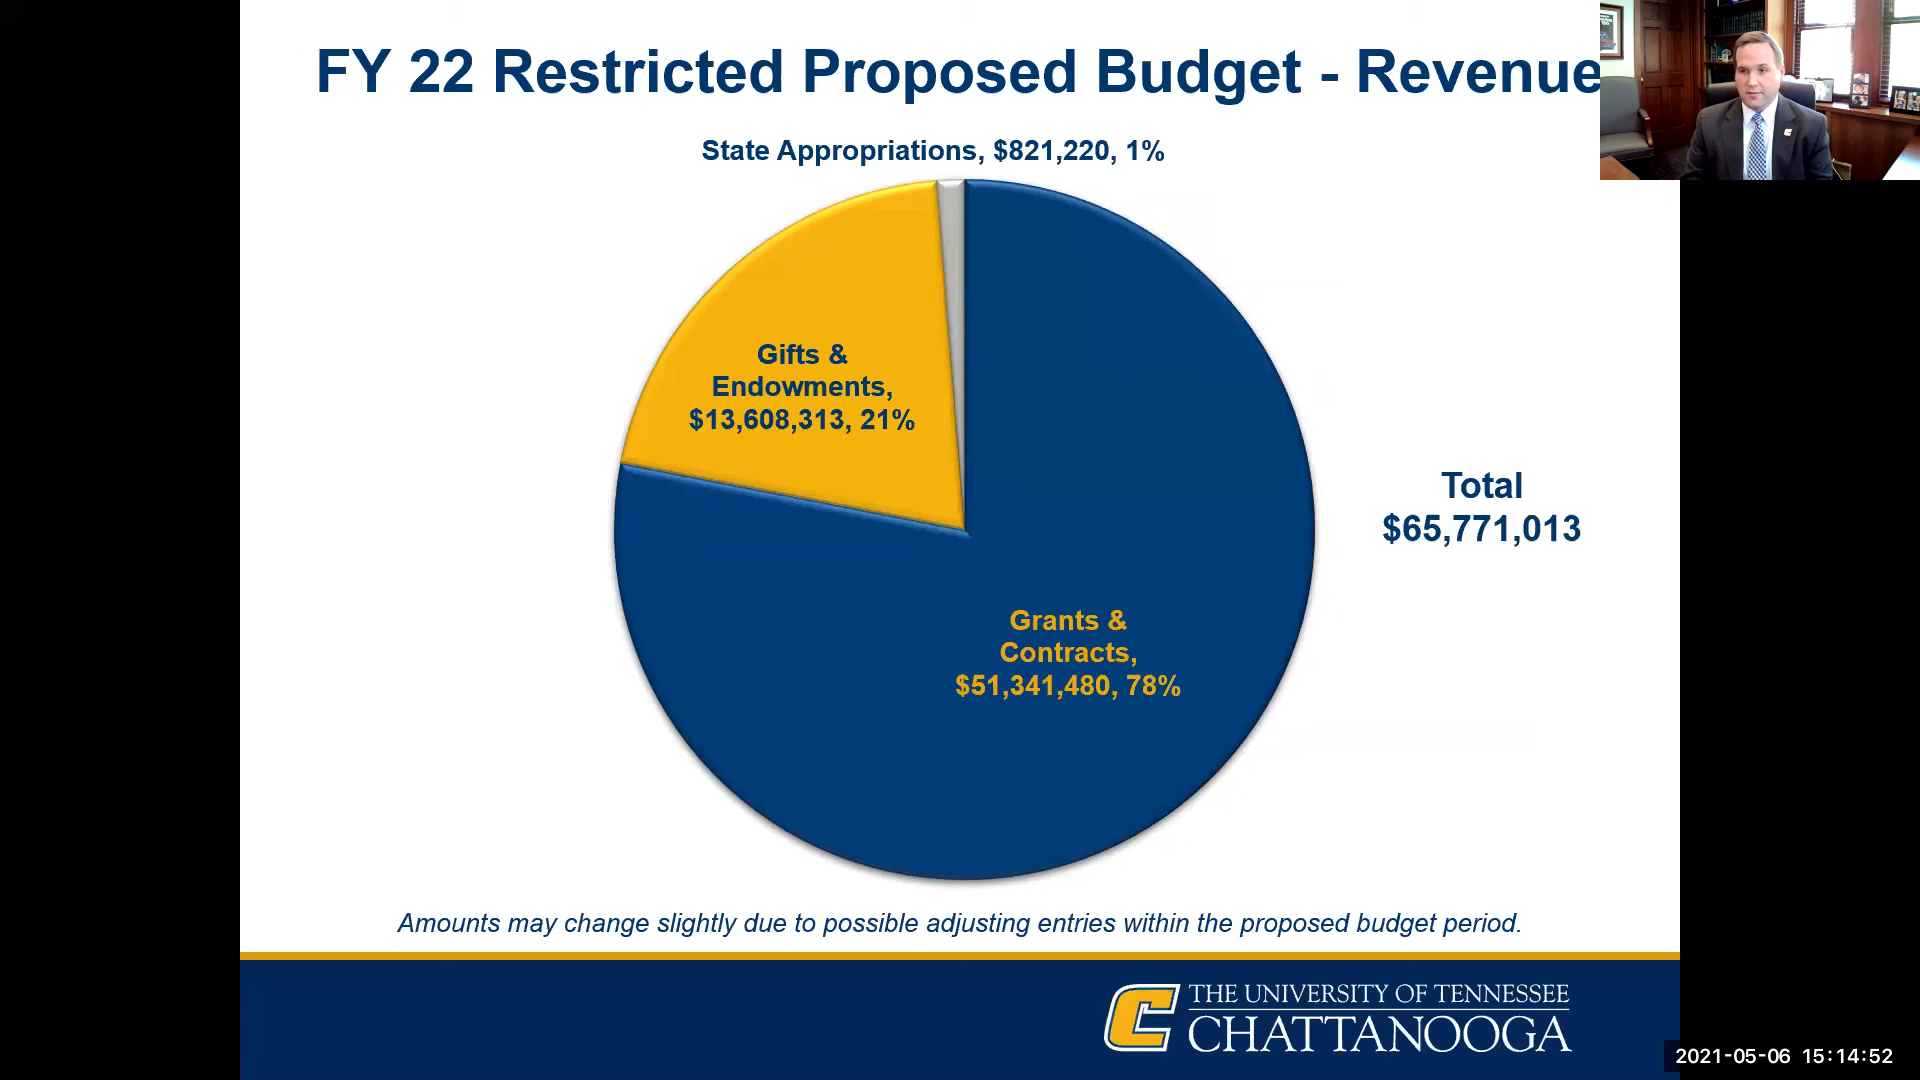 FY 22 Restricted Proposed Budget - Revenue
State Appropriations, $821,220, 1%
Gifts &
Endowments,
$13,608,313, 21%
Total
$65,771,013
Grants &
Contracts,
$51,341,480, 78%
Amounts may change slightly due to possible adjusting entries within the proposed budget period.
THE UNIVERSITY OF TENNESSEE
CHATTANOOGA
2021-05-06 15:14:52